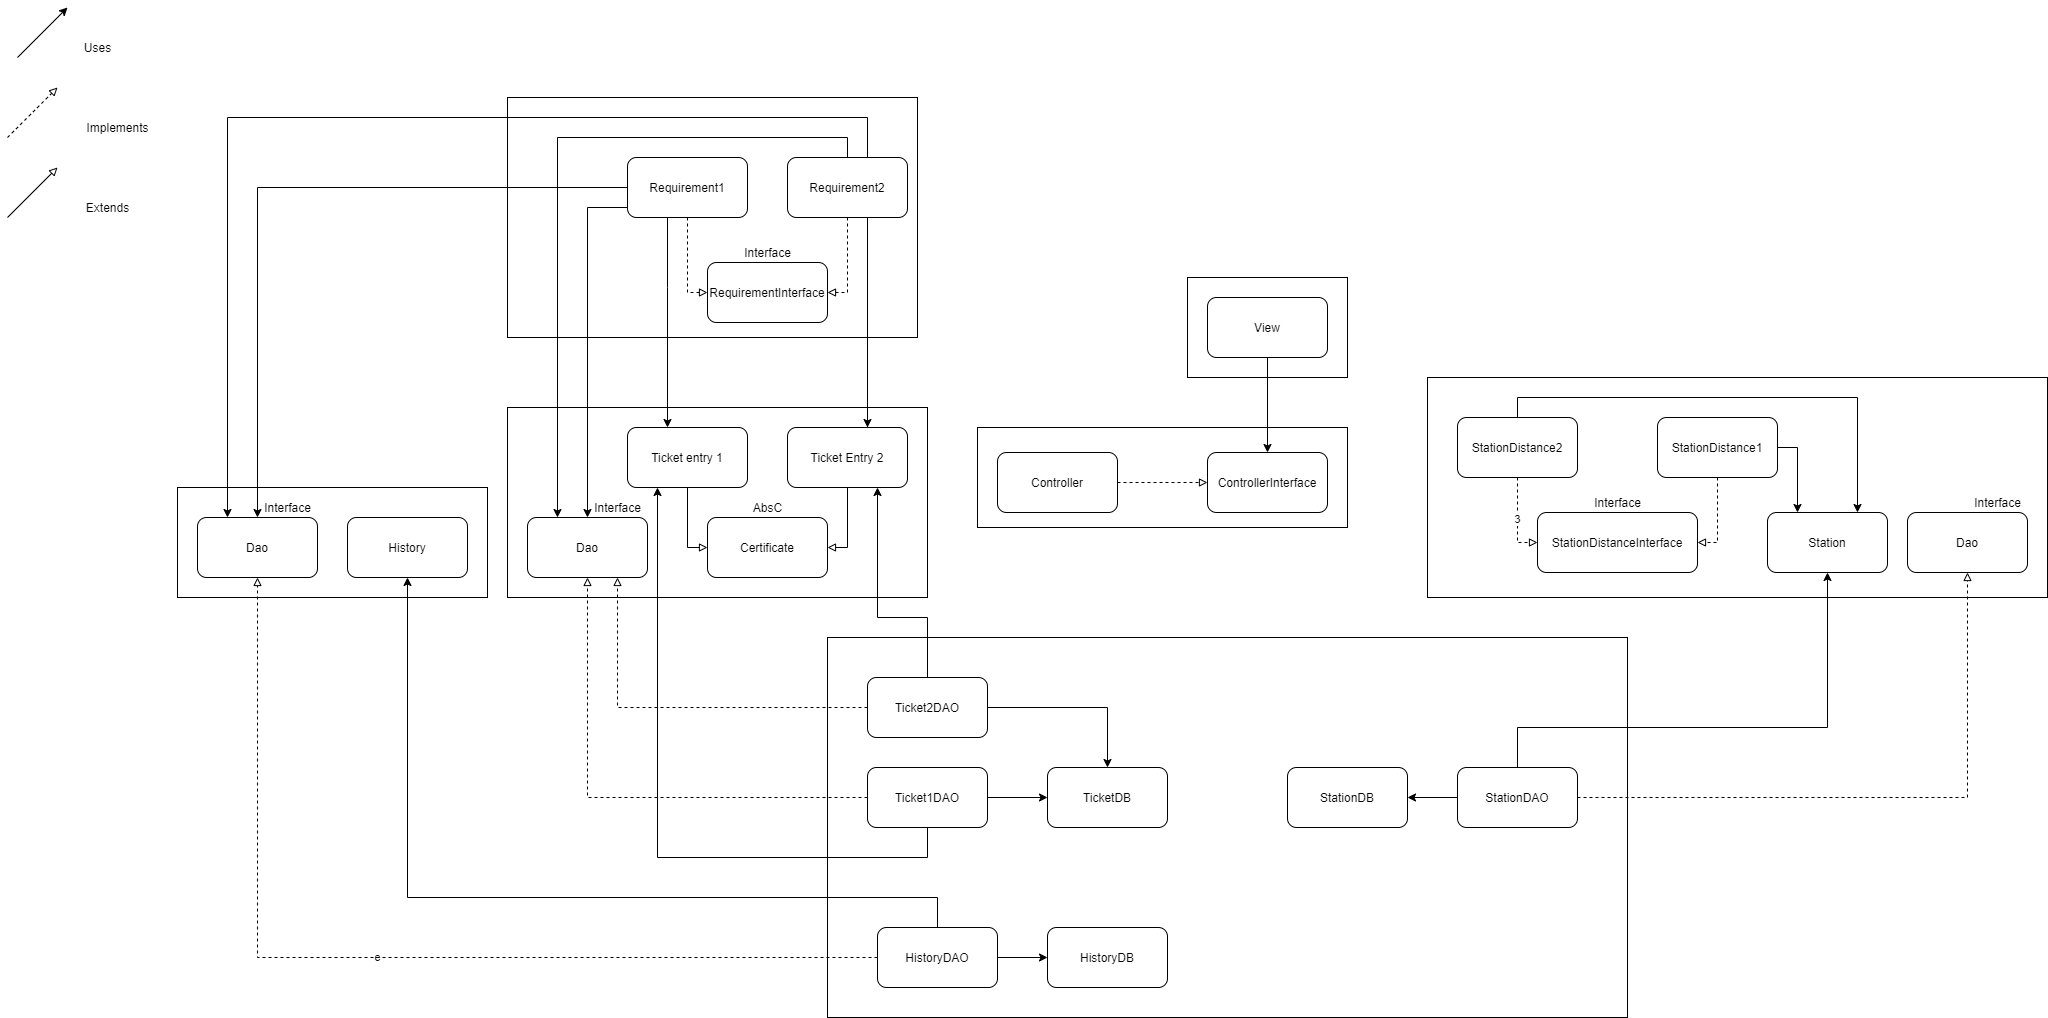 Uses
Implements
Extends
Requirement1
Requirement2
Interface
RequirementInterface
View
Controller
ControllerInterface
Ticket entry 1
Ticket Entry 2
Interface
Dao
History
Interface
Dao
AbsC
Certificate
StationDistance2
StationDistance1
3
Interface
StationDistanceInterface
Station
Interface
Dao
Ticket2DAO
Ticket1DAO
TicketDB
StationDB
StationDAO
e
HistoryDAO
HistoryDB